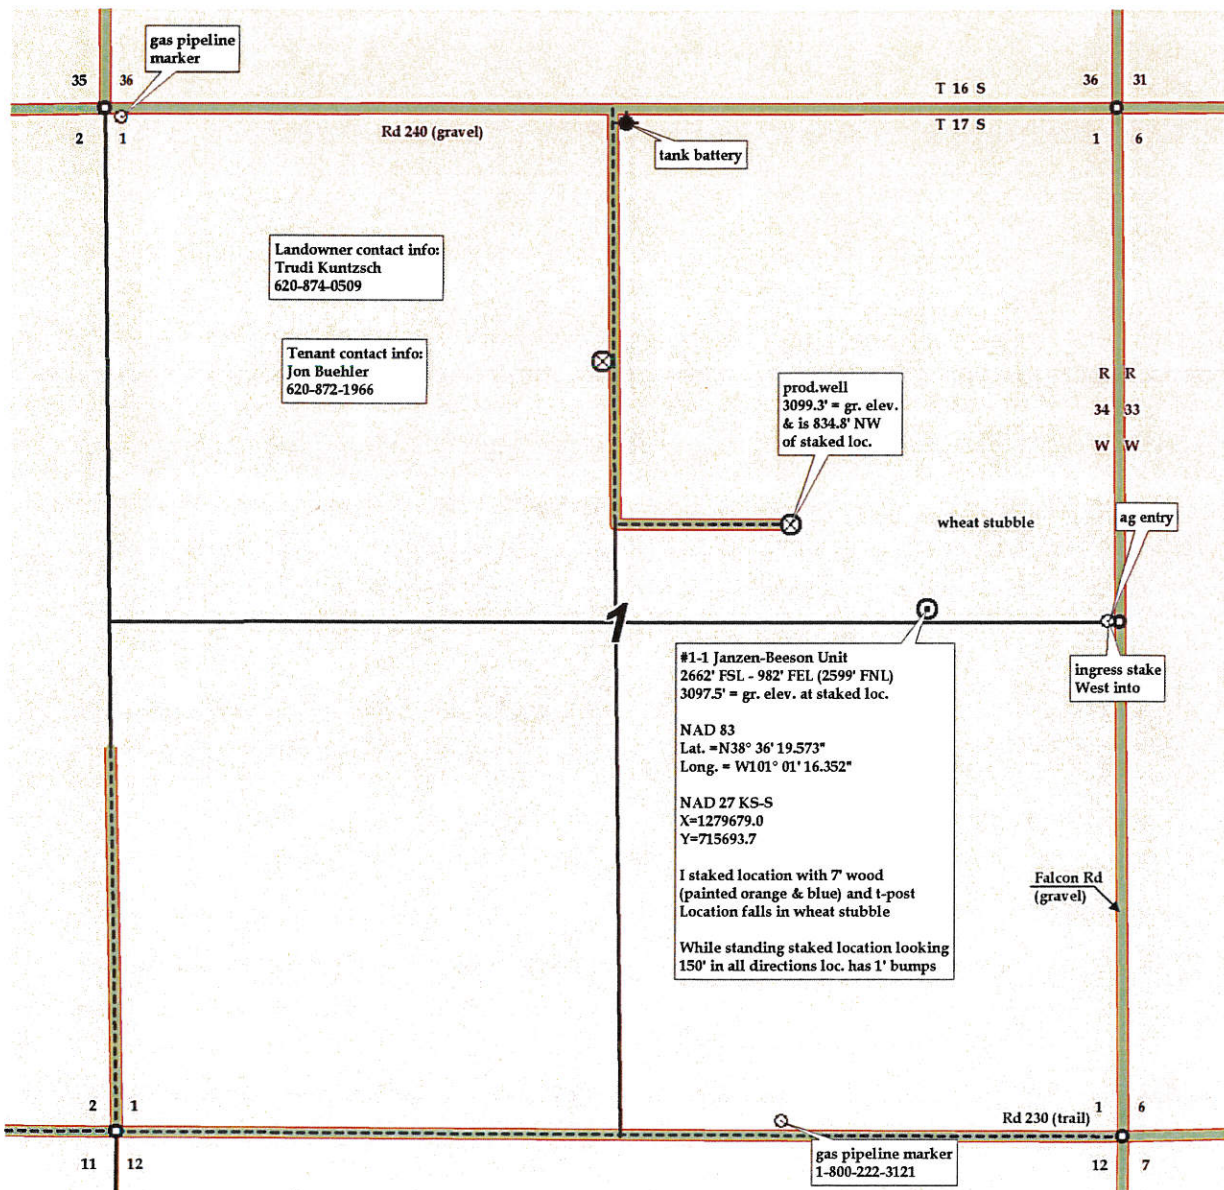 gas pipeline
marker
35 36
36 31
T 16 S
2 1
Rd 240 (gravel)
T 17 S
1 6
tank battery
Landowner contact info:
Trudi Kuntzsch
620-874-0509
Tenant contact info:
Jon Buehler
620-872-1966
prod.well
3099.3' = gr. elev.
& is 834.8' NW
of staked loc.
R R
34 33
W W
wheat stubble
ag entry
1
#1-1 Janzen-Beeson Unit
2662' FSL - 982' FEL (2599' FNL)
3097.5' = gr. elev. at staked loc.
NAD 83
Lat. =N38° 36' 19.573"
Long. = W101° 01' 16.352"
NAD 27 KS-S
X=1279679.0
Y=715693.7
I staked location with 7' wood
(painted orange & blue) and t-post
Location falls in wheat stubble
While standing staked location looking
150' in all directions loc. has 1' bumps
ingress stake
West into
Falcon Rd
(gravel)
2 1
Rd 230 (trail)
1 6
11 12
gas pipeline marker
1-800-222-3121
12 7